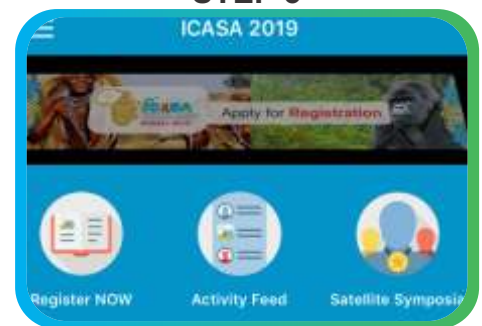 ICASA 2019
Apply for Registration
Register NOW
Activity Feed
Satellite Symposia